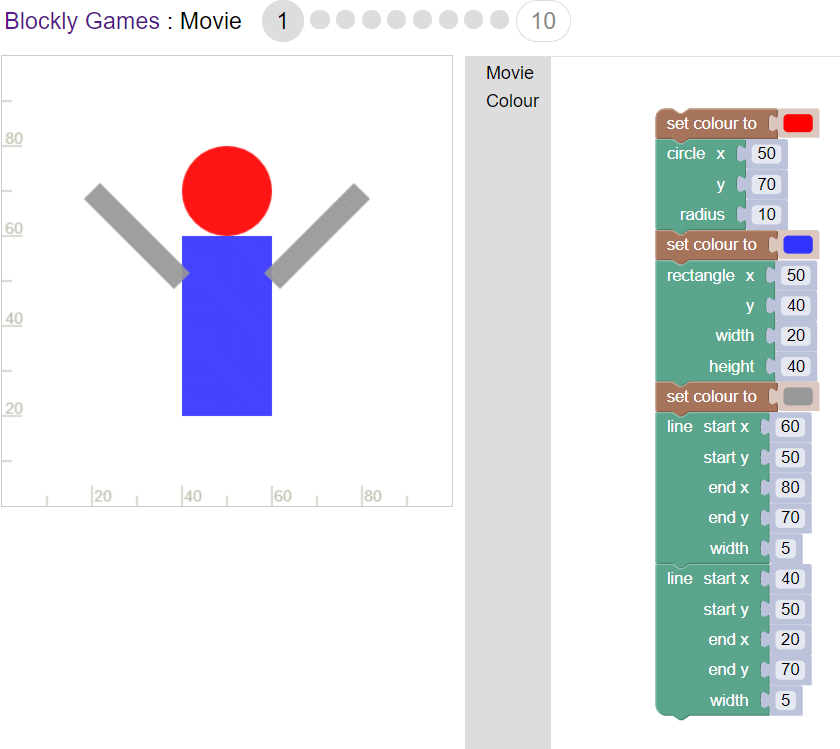 Blockly Games : Movie 1 10
80
60
40
20
20 40 60 80
Movie
Colour
set colour to
circle x 50
y 70
radius 10
set colour to
rectangle x 50
y 40
width 20
height 40
set colour to
line start x 60
start y 50
end x 80
end y 70
width 5
line start x 40
start y 50
end x 20
end y 70
width 5